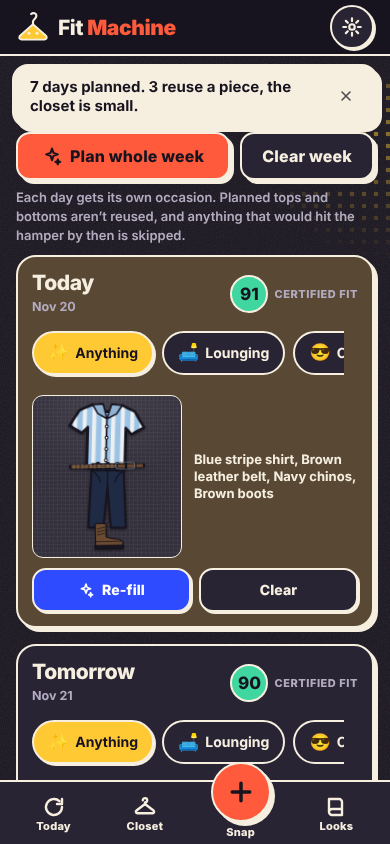 Fit Machine
7 days planned. 3 reuse a piece, the
closet is small.
Plan whole week
Clear week
Each day gets its own occasion. Planned tops and
bottoms aren’t reused, and anything that would hit the
hamper by then is skipped.
Today
Nov 20
91
CERTIFIED FIT
Anything
Lounging
Blue stripe shirt, Brown
leather belt, Navy chinos,
Brown boots
Re-fill
Clear
Tomorrow
Nov 21
90
CERTIFIED FIT
Anything
Lounging
Today
Closet
Snap
Looks